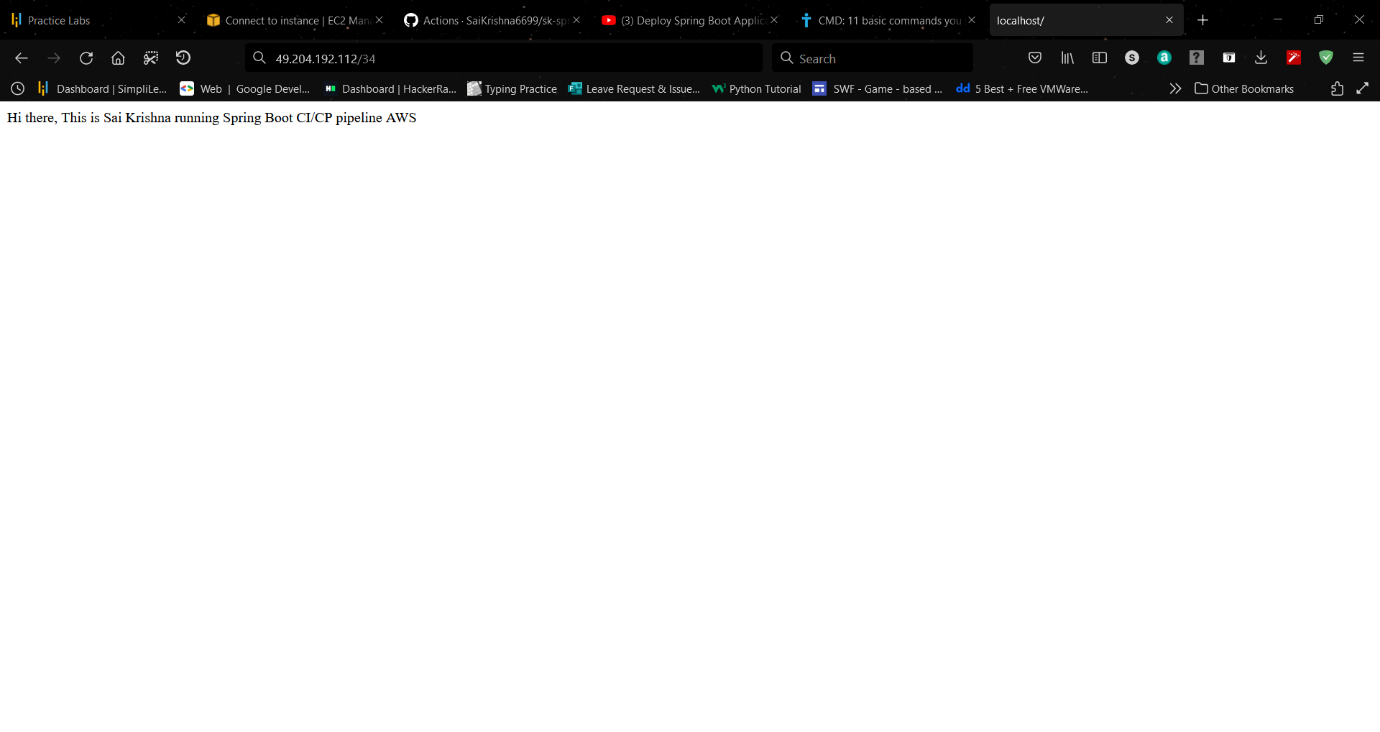 Practice Labs
Connect to instance | EC2 Man
Actions · SaiKrishna6699/sk-sp
(3) Deploy Spring Boot Applic
CMD: 11 basic commands you
localhost/
49.204.192.112/34
Search
Dashboard | SimpliLe...
Web | Google Devel...
Dashboard | HackerRa...
Typing Practice
Leave Request & Issue...
Python Tutorial
SWF - Game - based ...
dd 5 Best + Free VMWare...
Other Bookmarks
Hi there, This is Sai Krishna running Spring Boot CI/CP pipeline AWS